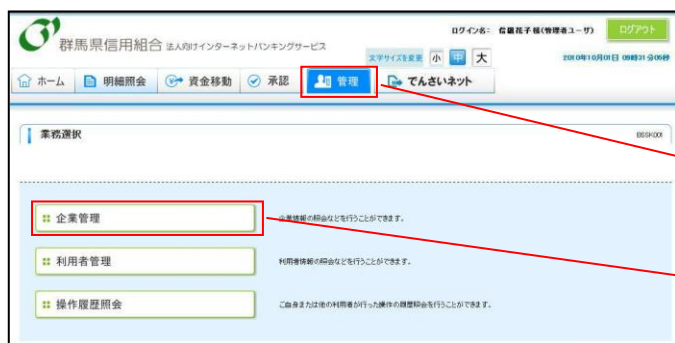 群馬県信用組合 法人向けインターネットバンキングサービス
ログイン名: 信組花子様(管理者ユーザ)
ログアウト
文字サイズを変更 小 中 大
2010年10月01日 09時31分05秒
ホーム 明細照会 資金移動 承認 管理 でんさいネット
業務選択
BSSK001
企業管理 企業情報の照会などを行うことができます。
利用者管理 利用者情報の照会などを行うことができます。
操作履歴照会 ご自身または他の利用者が行った操作の履歴照会を行うことができます。